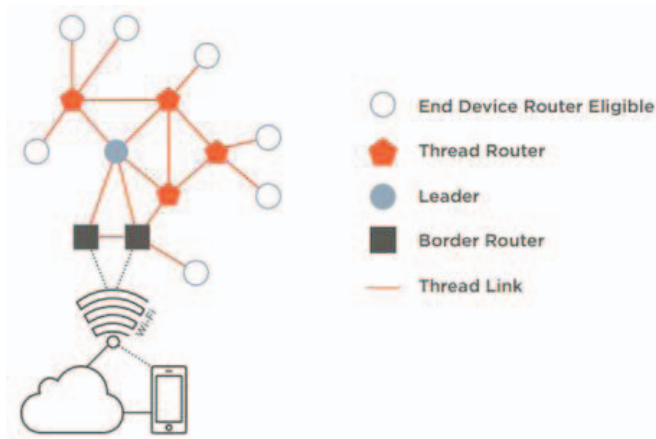 End Device Router Eligible
Thread Router
Leader
Border Router
Thread Link
Wi-Fi